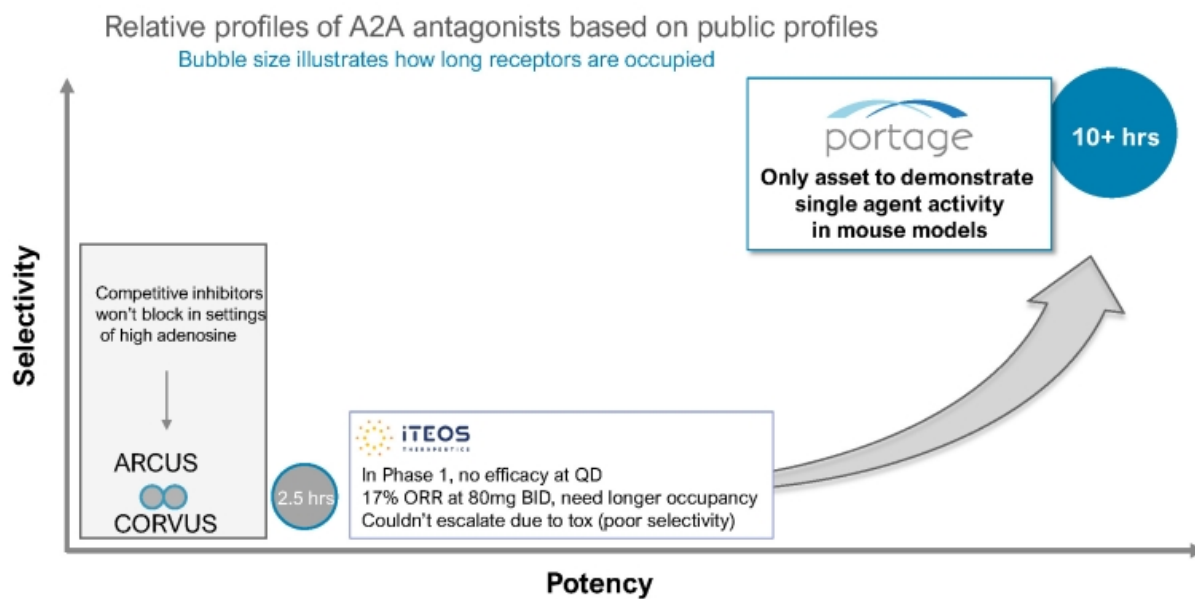 Relative profiles of A2A antagonists based on public profiles
Bubble size illustrates how long receptors are occupied
portage
Only asset to demonstrate
single agent activity
in mouse models
10+ hrs
Selectivity
Competitive inhibitors
won't block in settings
of high adenosine
ARCUS
CORVUS
2.5 hrs
iTEOS
THERAPEUTICS
In Phase 1, no efficacy at QD
17% ORR at 80mg BID, need longer occupancy
Couldn't escalate due to tox (poor selectivity)
Potency